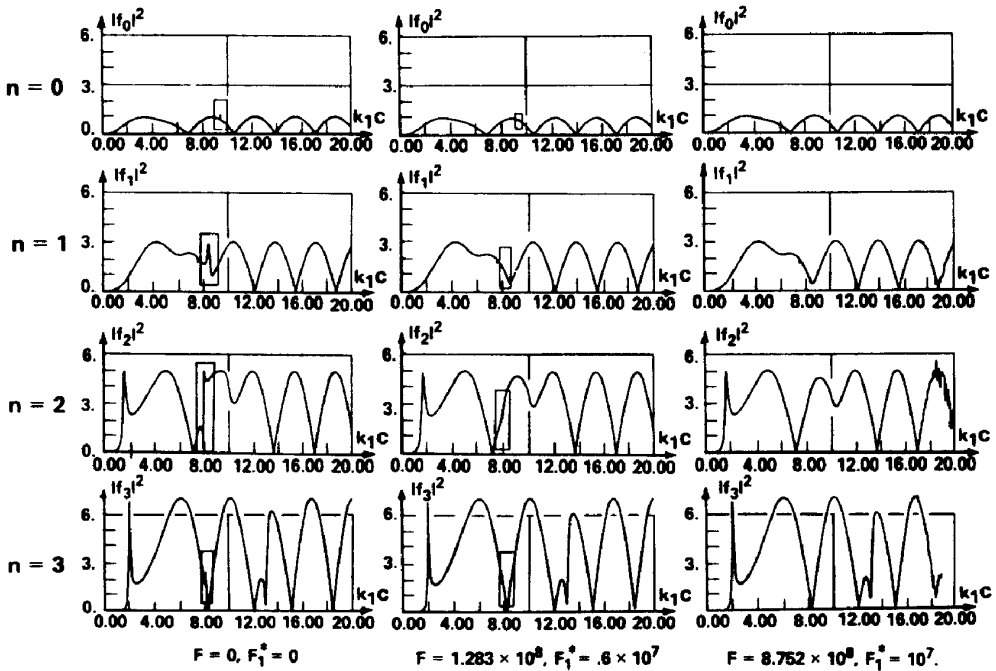 |f₀|² |f₀|² |f₀|²
n = 0
6. 6. 6.
3. 3. 3.
0. k₁c 0. k₁c 0. k₁c
0.00 4.00 8.00 12.00 16.00 20.00 0.00 4.00 8.00 12.00 16.00 20.00 0.00 4.00 8.00 12.00 16.00 20.00
|f₁|² |f₁|² |f₁|²
n = 1
6. 6. 6.
3. 3. 3.
0. k₁c 0. k₁c 0. k₁c
0.00 4.00 8.00 12.00 16.00 20.00 0.00 4.00 8.00 12.00 16.00 20.00 0.00 4.00 8.00 12.00 16.00 20.00
|f₂|² |f₂|² |f₂|²
n = 2
6. 6. 6.
3. 3. 3.
0. k₁c 0. k₁c 0. k₁c
0.00 4.00 8.00 12.00 16.00 20.00 0.00 4.00 8.00 12.00 16.00 20.00 0.00 4.00 8.00 12.00 16.00 20.00
|f₃|² |f₃|² |f₃|²
n = 3
6. 6. 6.
3. 3. 3.
0. k₁c 0. k₁c 0. k₁c
0.00 4.00 8.00 12.00 16.00 20.00 0.00 4.00 8.00 12.00 16.00 20.00 0.00 4.00 8.00 12.00 16.00 20.00
F = 0, F₁* = 0 F = 1.283 × 10⁸, F₁* = .6 × 10⁷ F = 8.752 × 10⁸, F₁* = 10⁷.